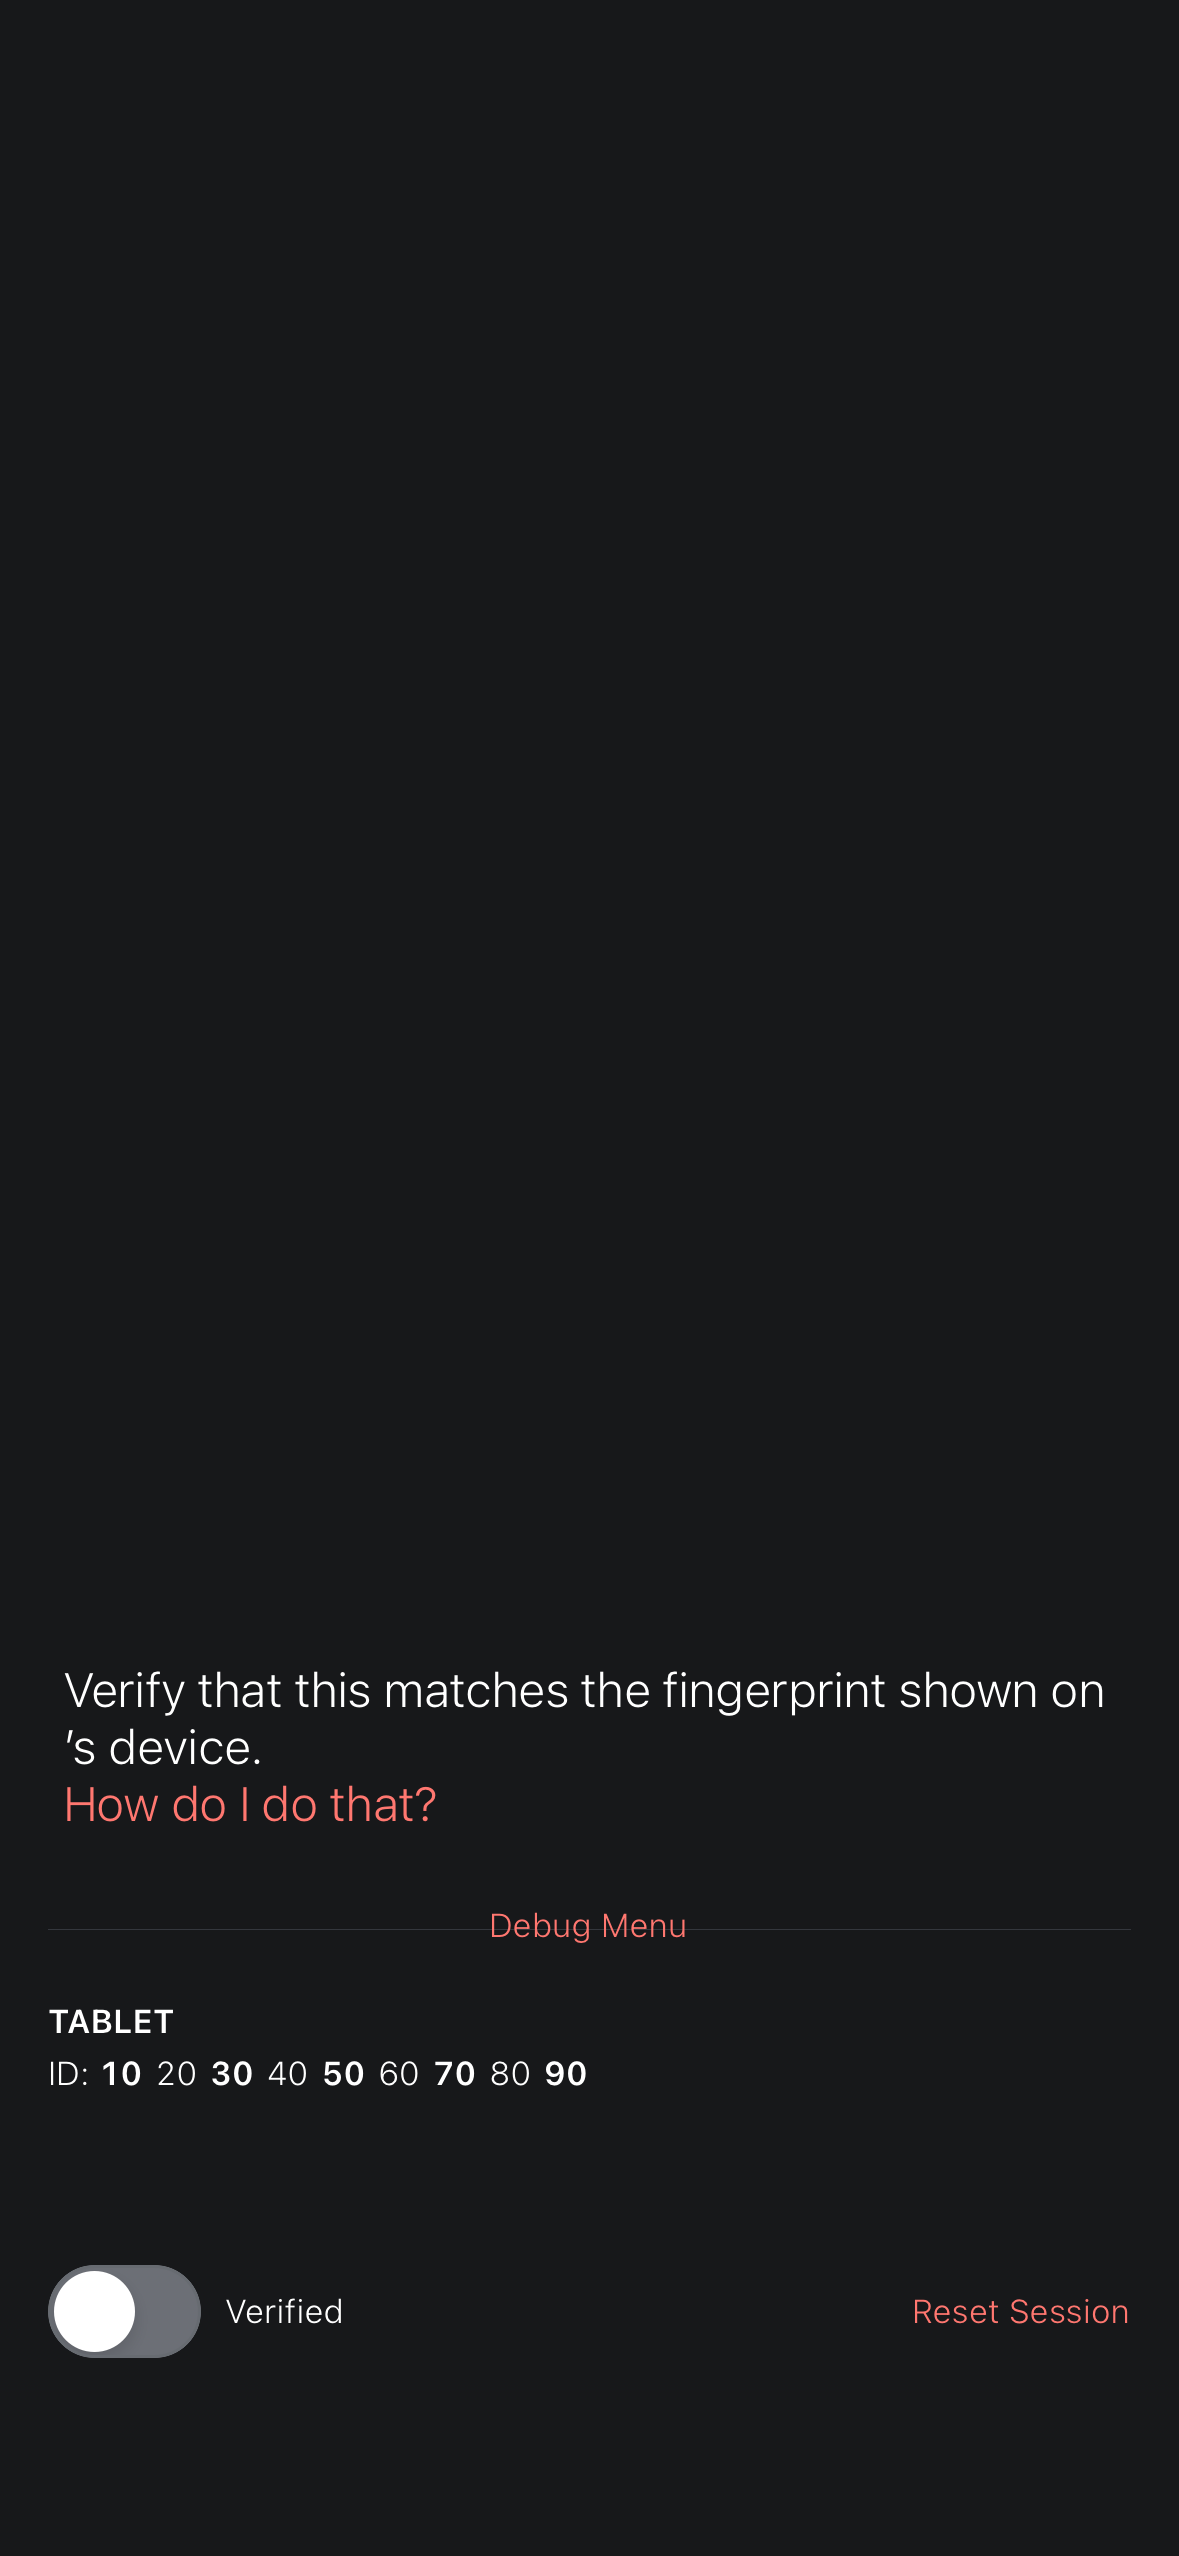 Verify that this matches the fingerprint shown on
’s device.
How do I do that?
Debug Menu
TABLET
ID: 10 20 30 40 50 60 70 80 90
Verified
Reset Session